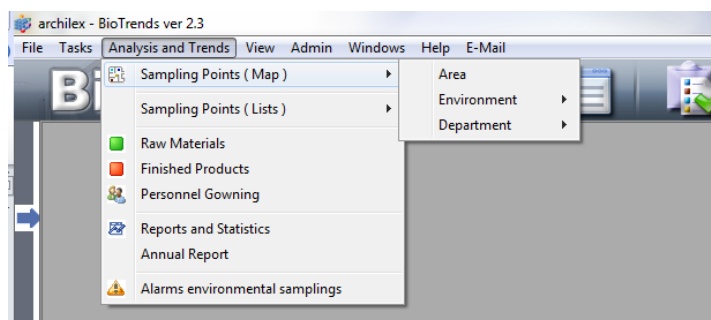 archilex - BioTrends ver 2.3
File Tasks Analysis and Trends View Admin Windows Help E-Mail
Sampling Points ( Map )
Area
Sampling Points ( Lists )
Environment
Department
Raw Materials
Finished Products
Personnel Gowning
Reports and Statistics
Annual Report
Alarms environmental samplings